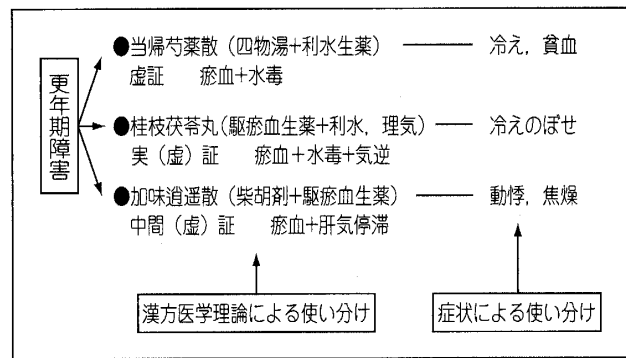 更年期障害
●当帰芍薬散（四物湯+利水生薬） 冷え，貧血
虚証 瘀血+水毒
●桂枝茯苓丸(駆瘀血生薬+利水，理気) 冷えのぼせ
実（虚）証 瘀血+水毒+気逆
●加味逍遥散（柴胡剤+駆瘀血生薬） 動悸，焦燥
中間（虚）証 瘀血+肝気停滞
漢方医学理論による使い分け 症状による使い分け